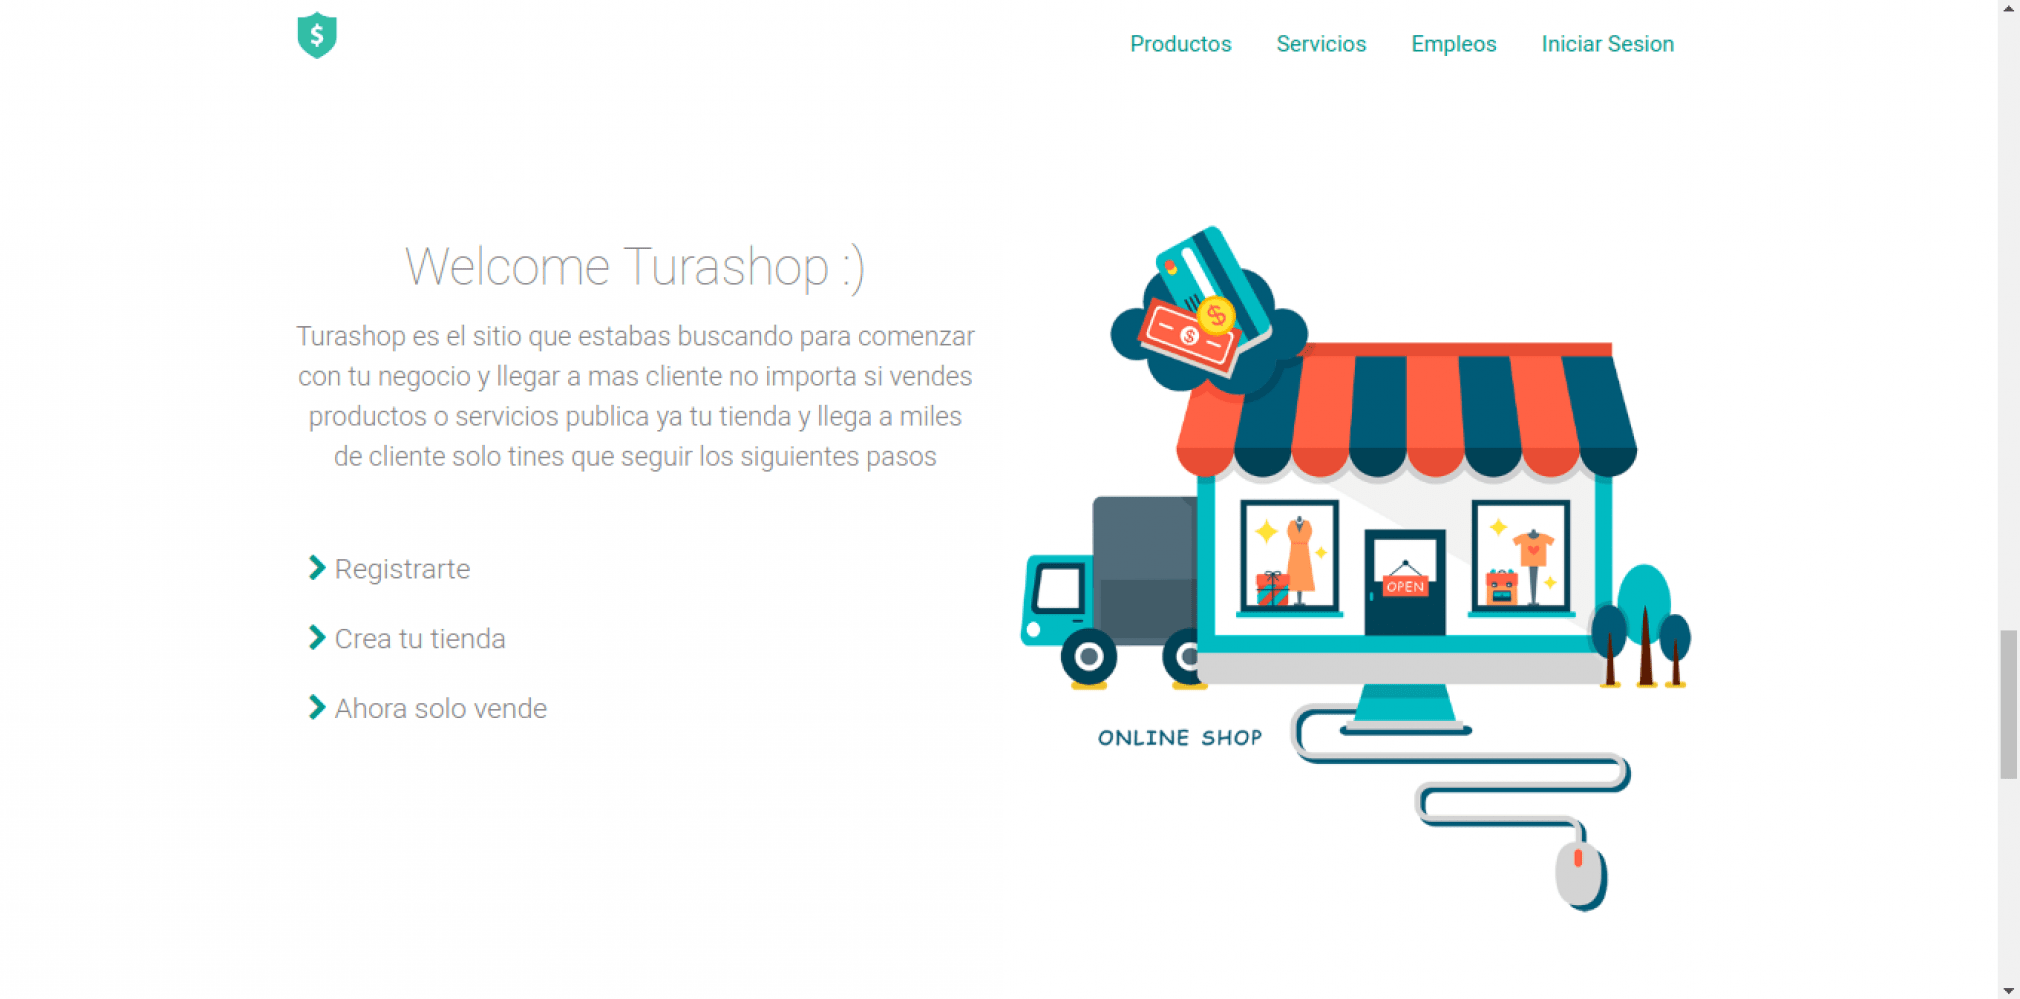 $
Productos Servicios Empleos Iniciar Sesion
Welcome Turashop :)
Turashop es el sitio que estabas buscando para comenzar
con tu negocio y llegar a mas cliente no importa si vendes
productos o servicios publica ya tu tienda y llega a miles
de cliente solo tines que seguir los siguientes pasos
Registrarte
Crea tu tienda
Ahora solo vende
$
$
OPEN
ONLINE SHOP